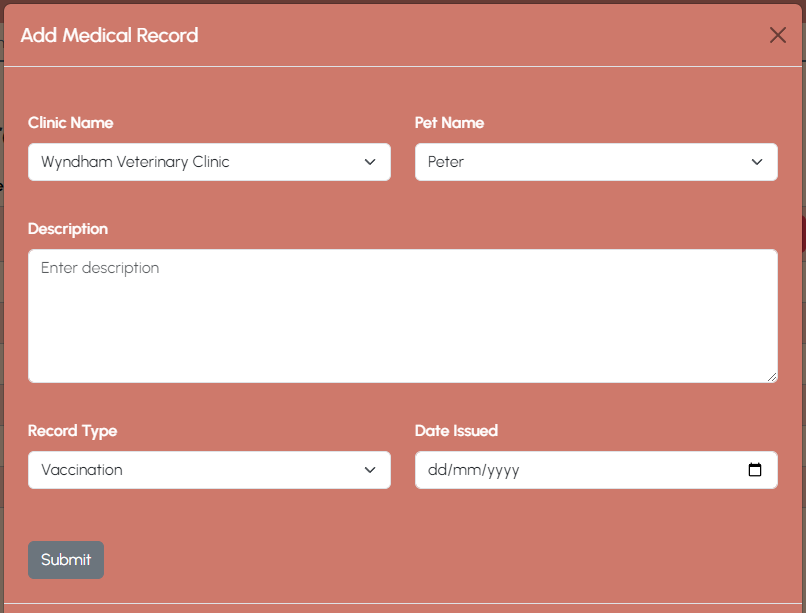 Add Medical Record
Clinic Name
Pet Name
Wyndham Veterinary Clinic
Peter
Description
Enter description
Record Type
Date Issued
Vaccination
dd/mm/yyyy
Submit